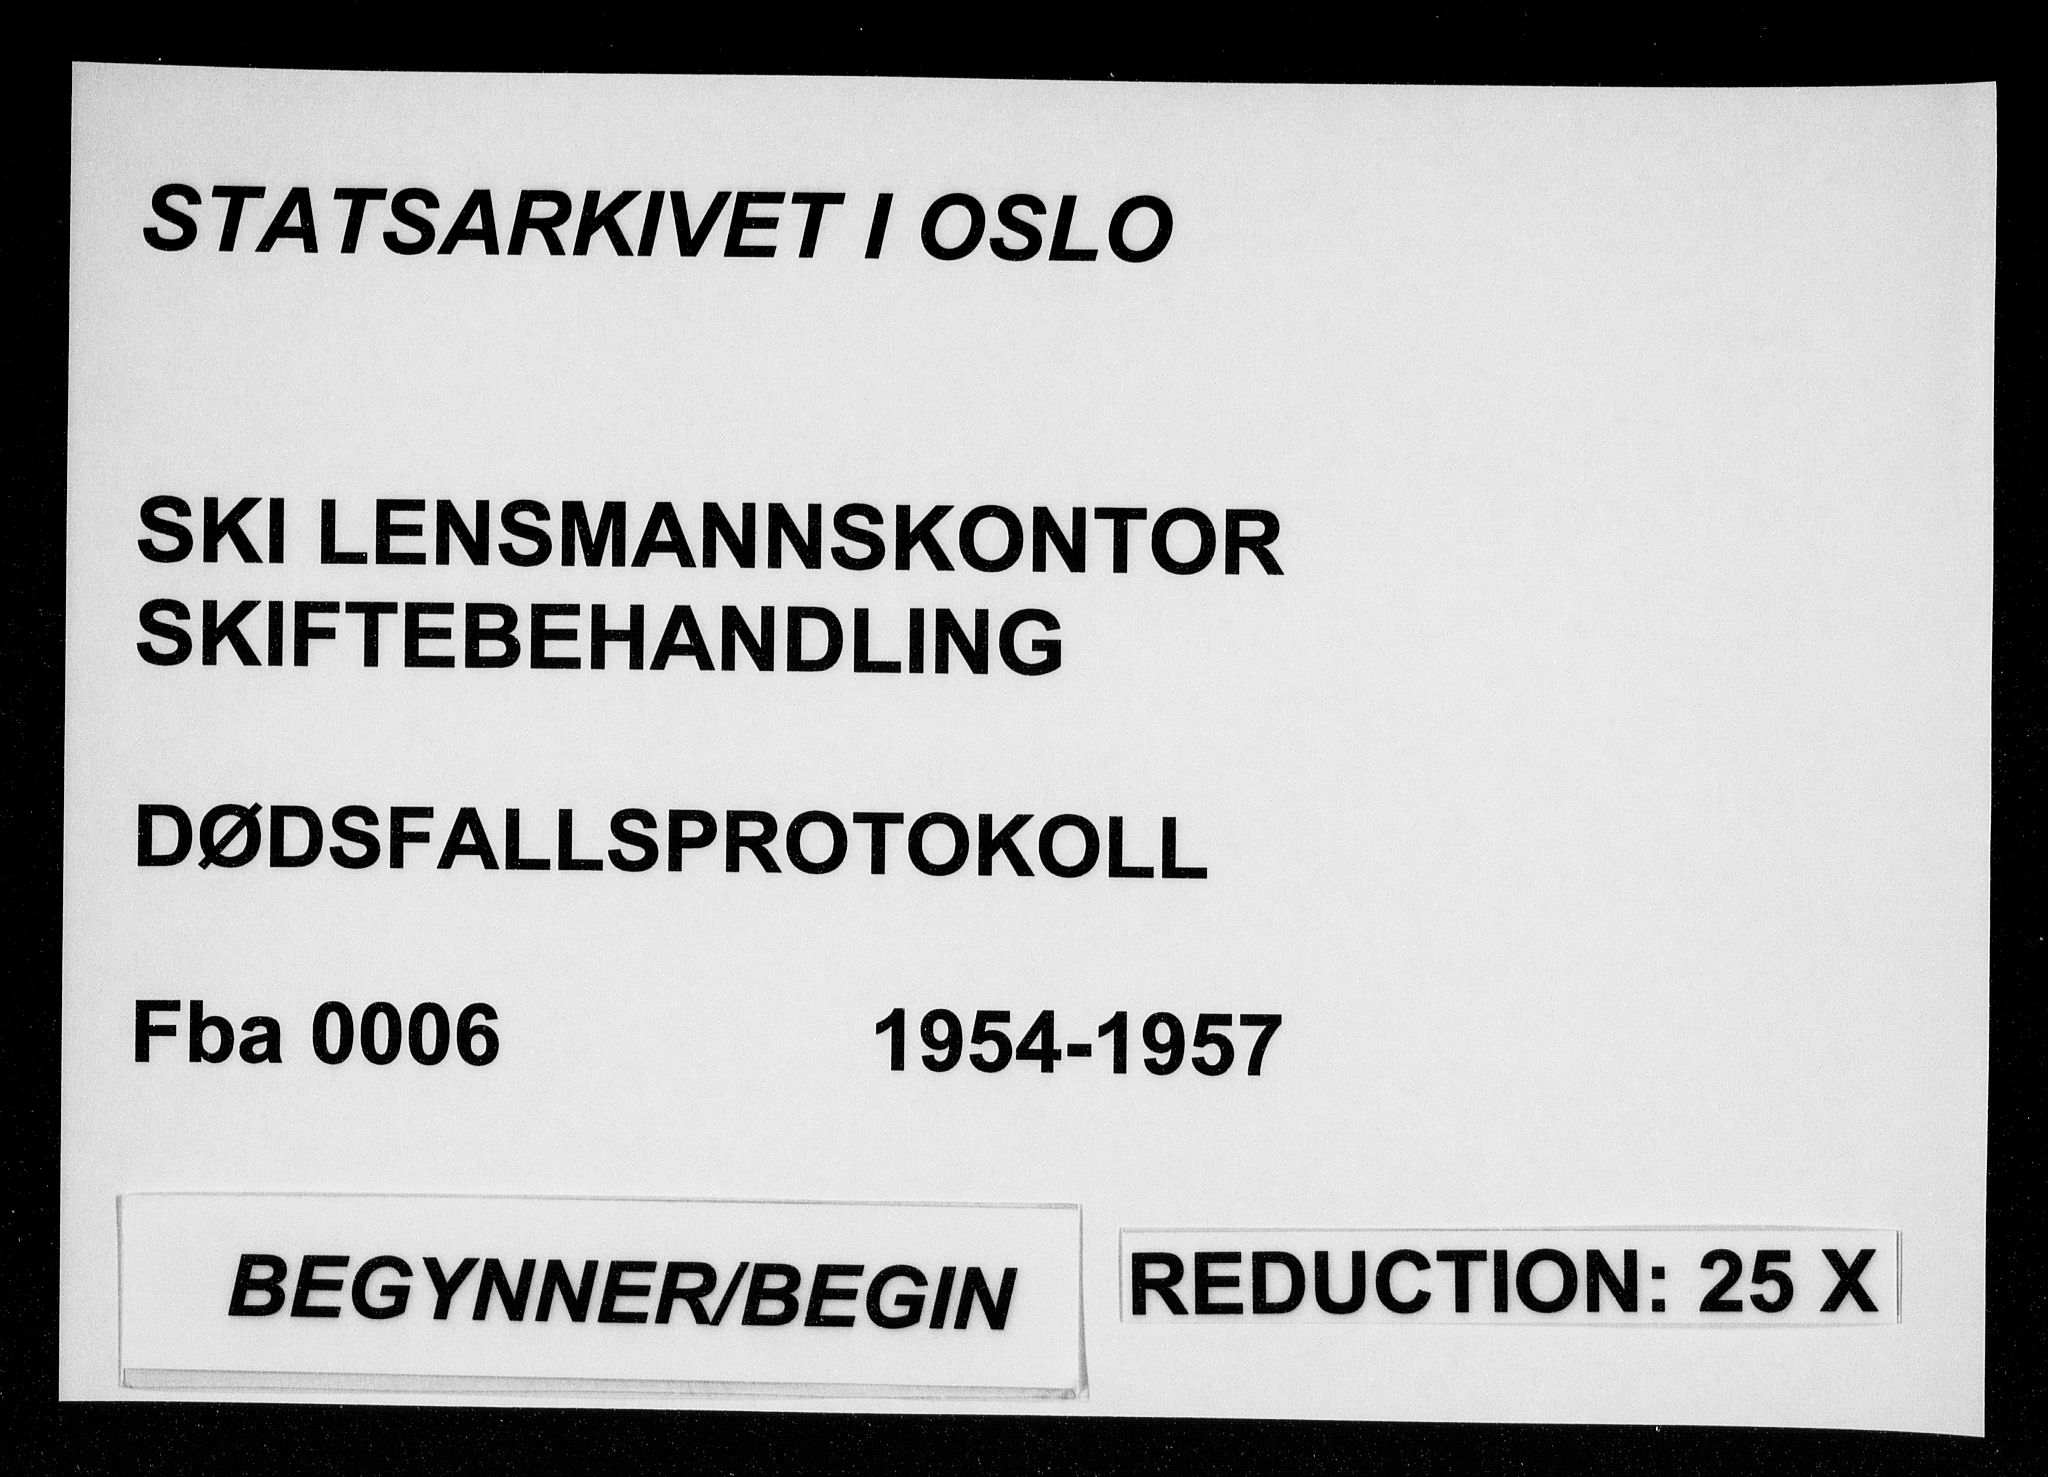 STATSARKIVET I OSLO
SKI LENSMANNSKONTOR
SKIFTEBEHANDLING
DØDSFALLSPROTOKOLL
Fba 0006 1954-1957
BEGYNNER/BEGIN
REDUCTION: 25 X